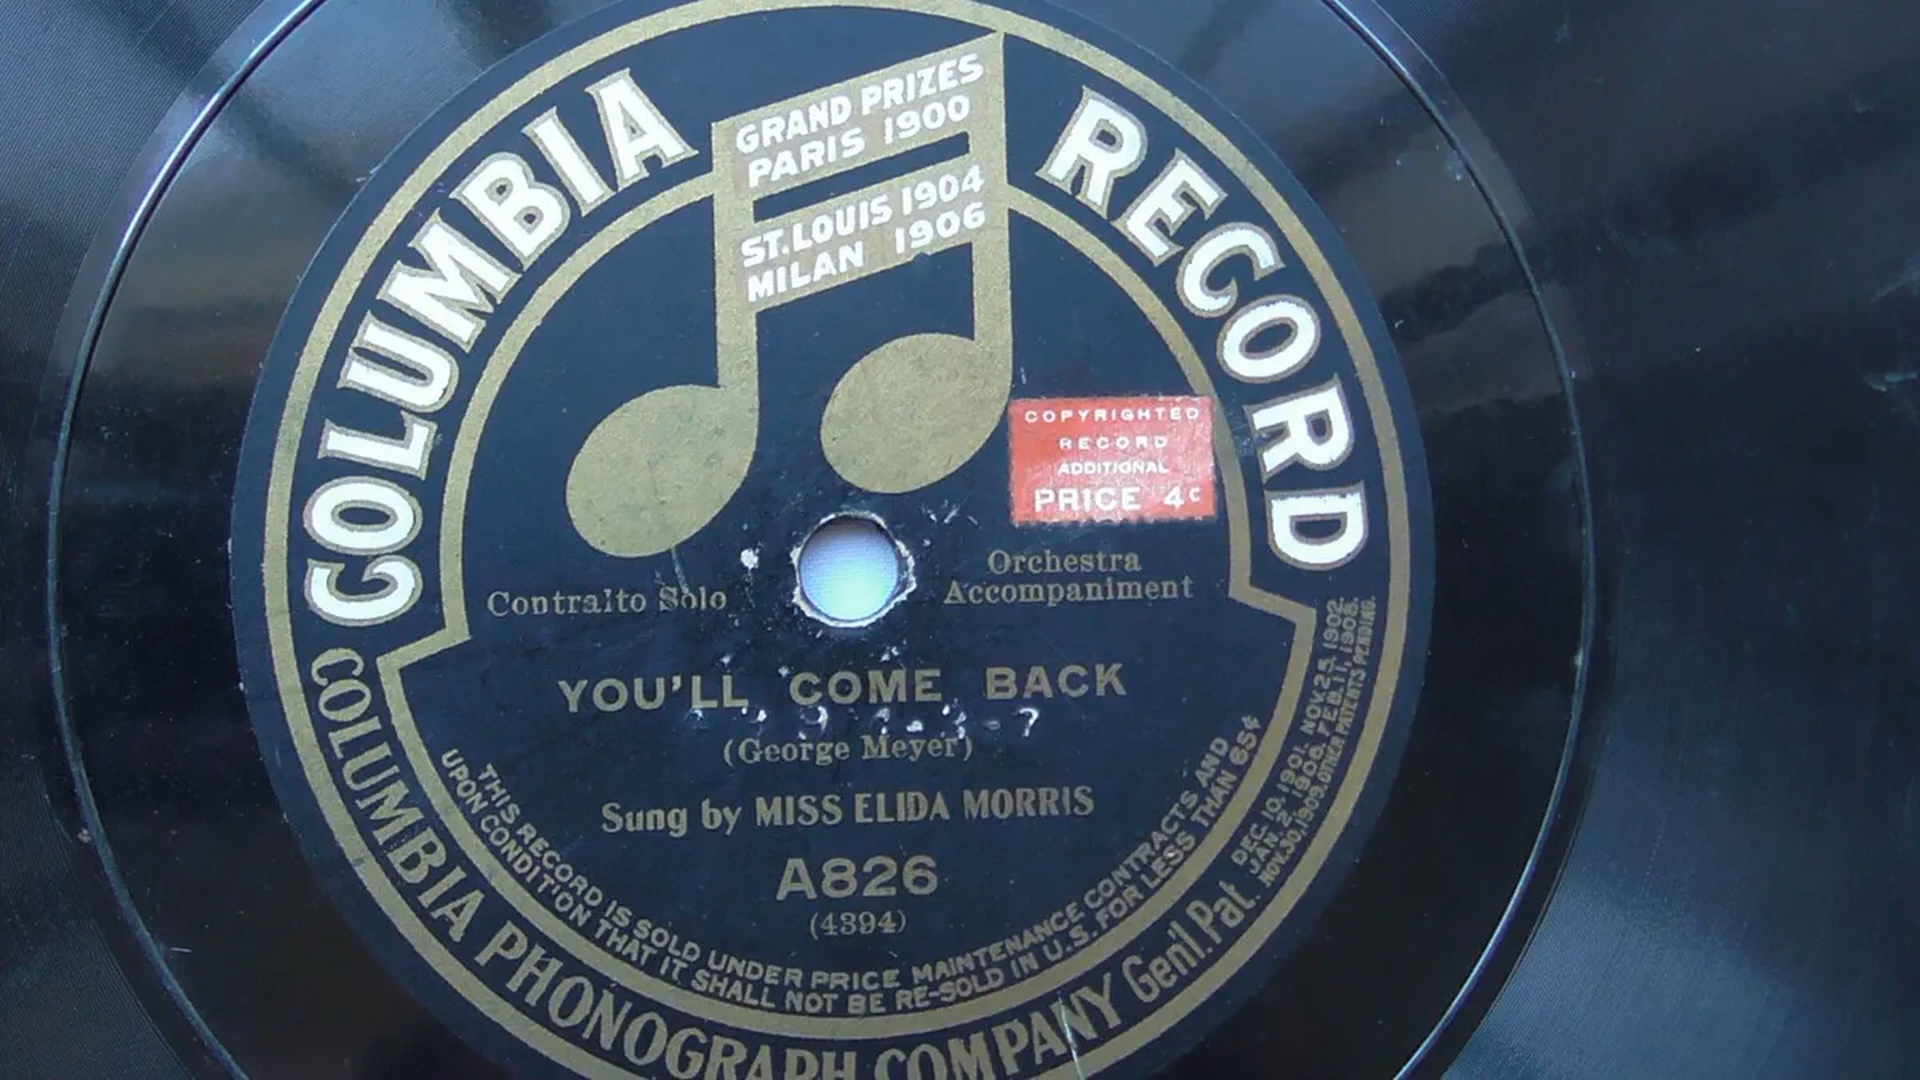 COLUMBIA RECORD
GRAND PRIZES
PARIS 1900
ST. LOUIS 1904
MILAN 1906
COPYRIGHTED
RECORD
ADDITIONAL
PRICE 4c
Contralto Solo
Orchestra
Accompaniment
YOU'LL COME BACK
(George Meyer)
Sung by MISS ELIDA MORRIS
A826
(4394)
THIS RECORD IS SOLD UNDER PRICE MAINTENANCE CONTRACTS AND
UPON CONDITION THAT IT SHALL NOT BE RE-SOLD IN U.S. FOR LESS THAN 65¢
COLUMBIA PHONOGRAPH COMPANY Genl. Pat.
DEC. 10. 1901. NOV. 25. 1902.
JAN. 2. 1906. FEB. 11. 1908.
NOV. 30, 1909. OTHER PATENTS PENDING.